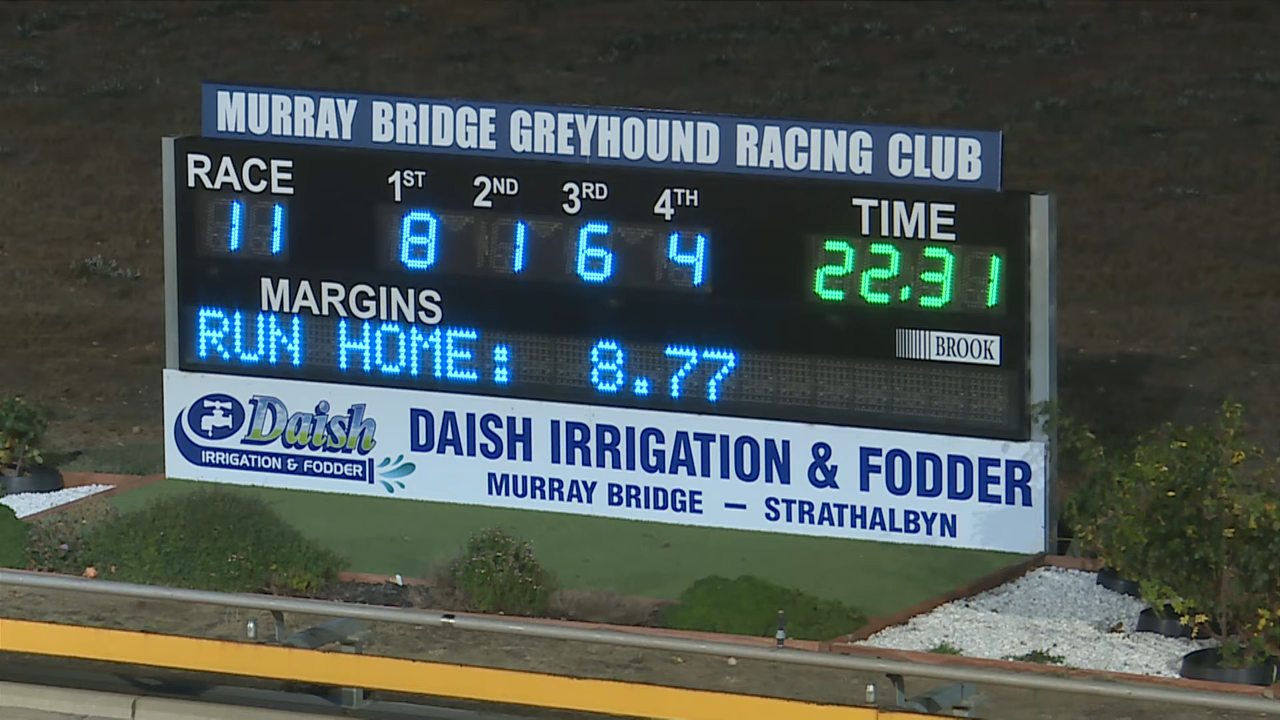 MURRAY BRIDGE GREYHOUND RACING CLUB
RACE 1ST 2ND 3RD 4TH TIME
11 8 1 6 4 22.31
MARGINS
RUN HOME: 8.77
BROOK
Daish
IRRIGATION & FODDER
DAISH IRRIGATION & FODDER
MURRAY BRIDGE – STRATHALBYN